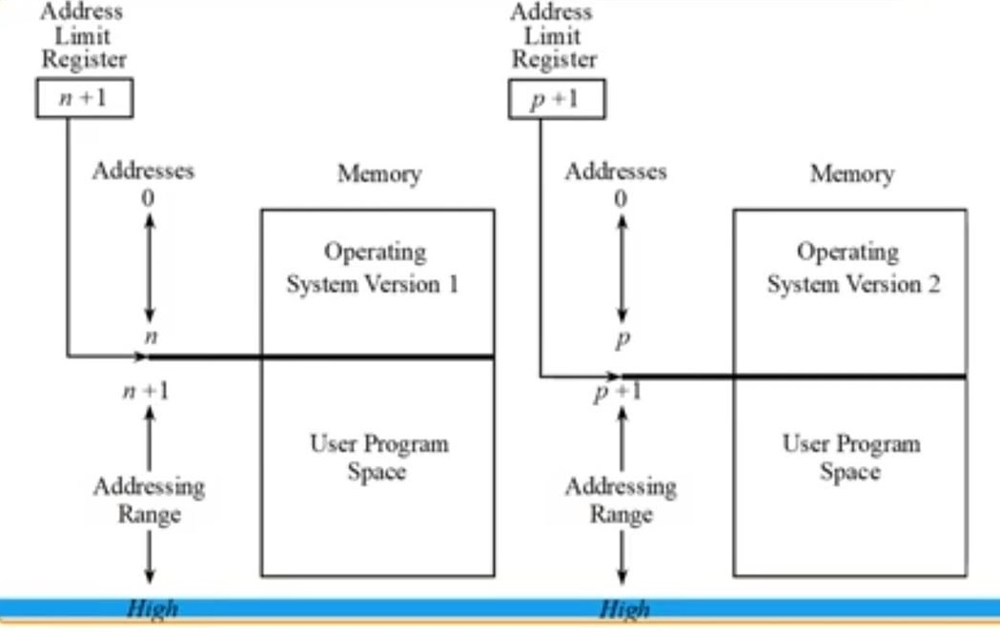 Address
Limit
Register
n +1
Addresses
0
n
n +1
Addressing
Range
High
Memory
Operating
System Version 1
User Program
Space
Address
Limit
Register
p +1
Addresses
0
p
p +1
Addressing
Range
High
Memory
Operating
System Version 2
User Program
Space